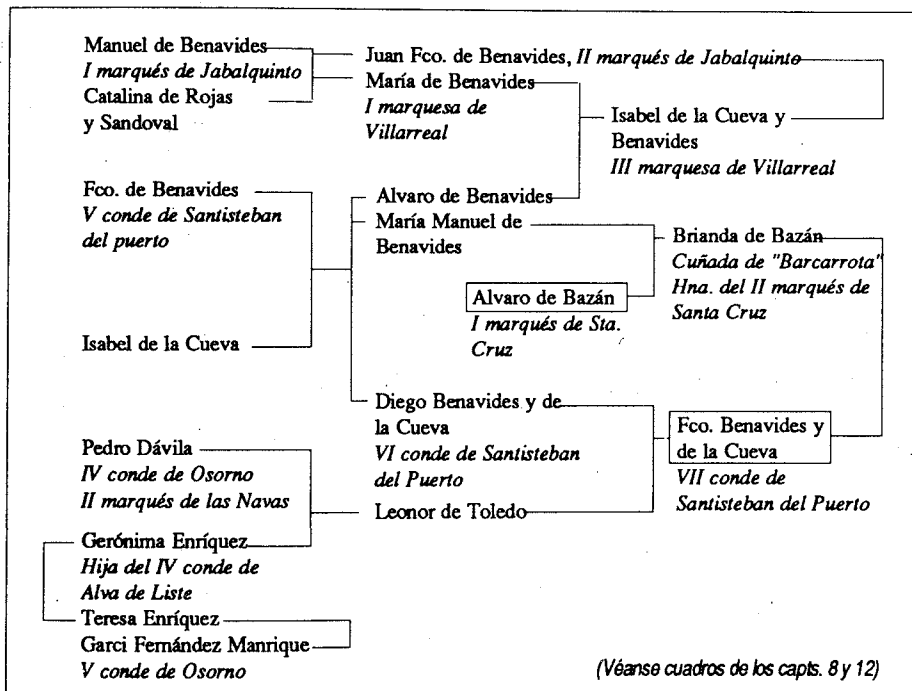 Manuel de Benavides
I marqués de Jabalquinto
Catalina de Rojas
y Sandoval
Juan Fco. de Benavides, II marqués de Jabalquinto
María de Benavides
I marquesa de
Villarreal
Isabel de la Cueva y
Benavides
III marquesa de Villarreal
Fco. de Benavides
V conde de Santisteban
del puerto
Isabel de la Cueva
Alvaro de Benavides
María Manuel de
Benavides
Alvaro de Bazán
I marqués de Sta.
Cruz
Brianda de Bazán
Cuñada de "Barcarrota"
Hna. del II marqués de
Santa Cruz
Diego Benavides y de
la Cueva
VI conde de Santisteban
del Puerto
Leonor de Toledo
Fco. Benavides y
de la Cueva
VII conde de
Santisteban del Puerto
Pedro Dávila
IV conde de Osorno
II marqués de las Navas
Gerónima Enríquez
Hija del IV conde de
Alva de Liste
Teresa Enríquez
Garci Fernández Manrique
V conde de Osorno
(Véanse cuadros de los capts. 8 y 12)